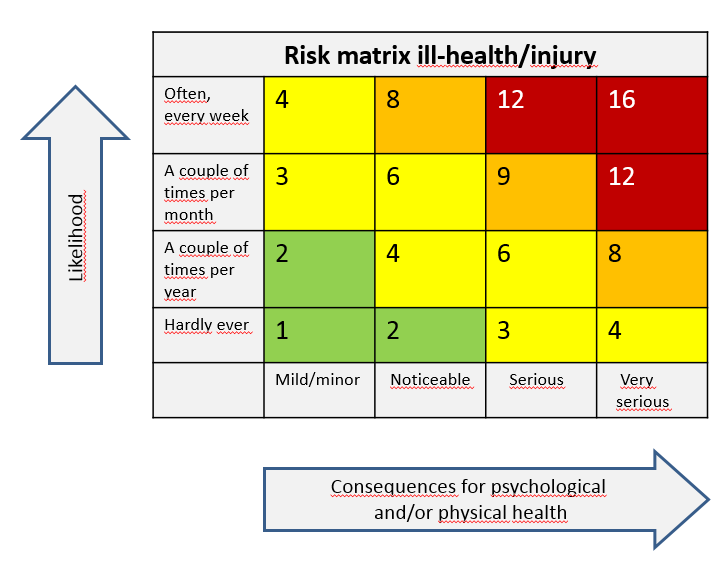 Risk matrix ill-health/injury
Often,
every week
4
8
12
16
A couple of
times per
month
3
6
9
12
A couple of
times per
year
2
4
6
8
Hardly ever
1
2
3
4
Mild/minor
Noticeable
Serious
Very
serious
Likelihood
Consequences for psychological
and/or physical health